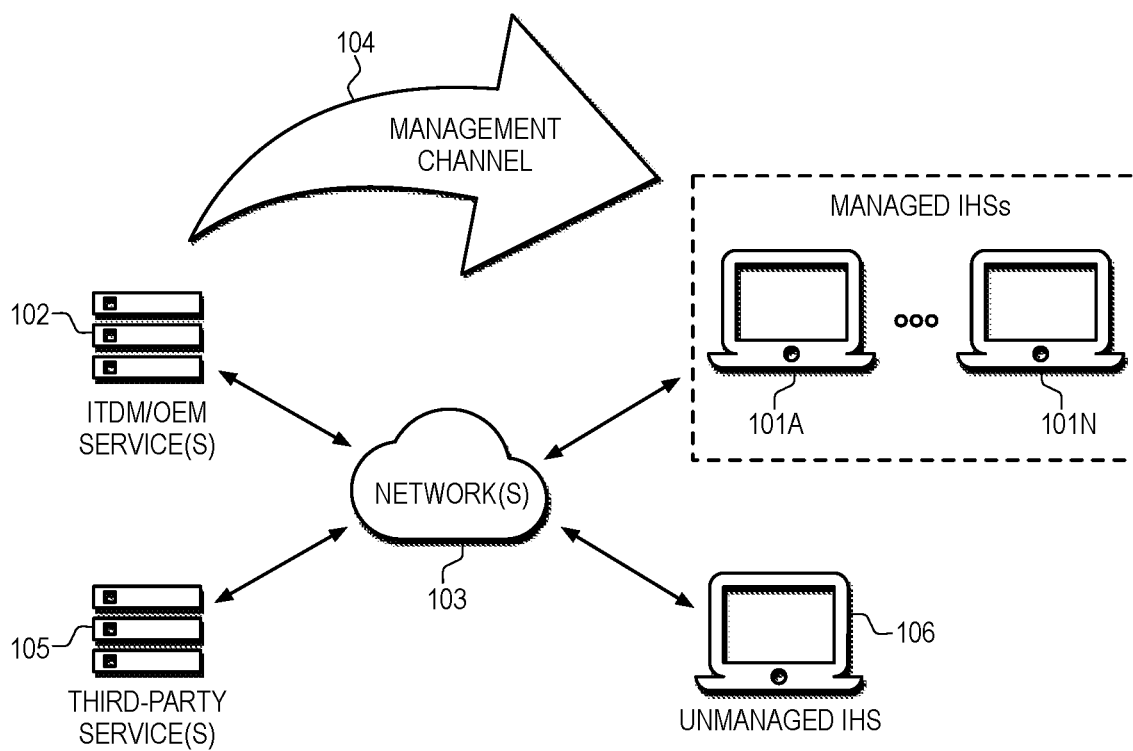 104
MANAGEMENT
CHANNEL
MANAGED IHSs
102
ITDM/OEM
SERVICE(S)
101A
101N
NETWORK(S)
103
105
THIRD-PARTY
SERVICE(S)
106
UNMANAGED IHS